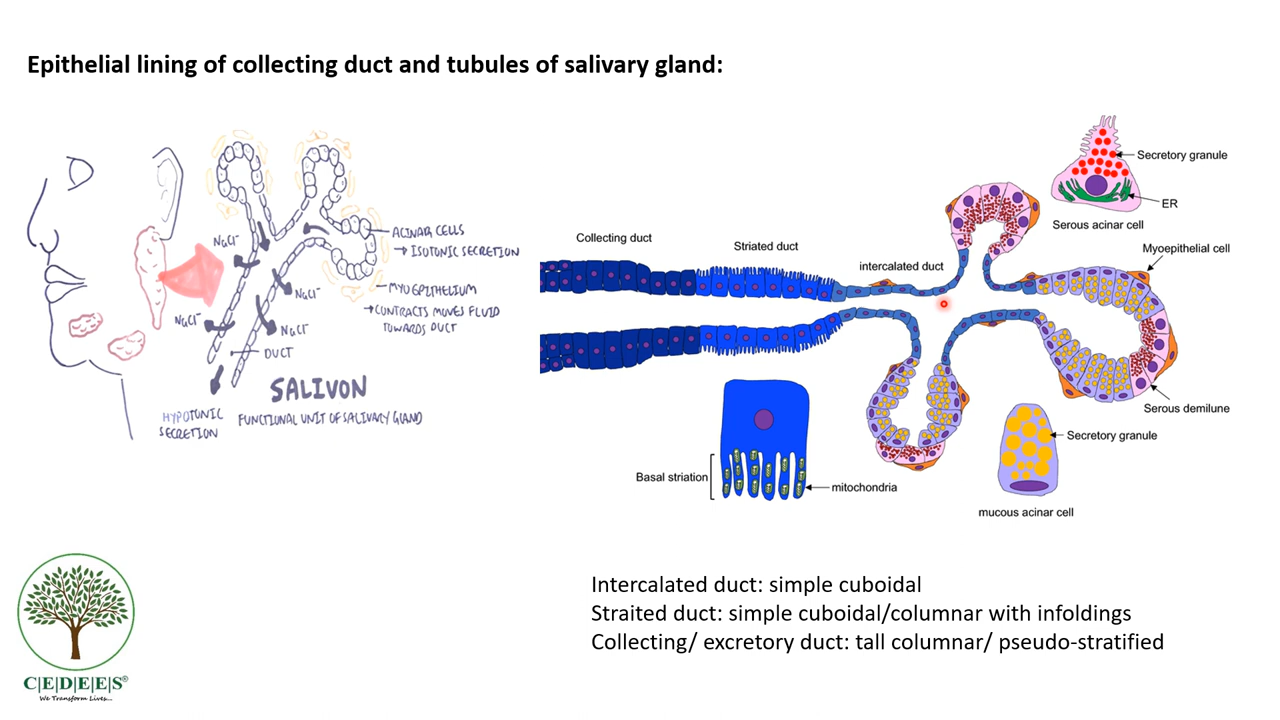 Epithelial lining of collecting duct and tubules of salivary gland:
NaCl⁻
NaCl⁻
NaCl⁻
NaCl⁻
ACINAR CELLS
→ ISOTONIC SECRETION
MYOEPITHELIUM
→ CONTRACTS MOVES FLUID
TOWARDS DUCT
DUCT
SALIVON
FUNCTIONAL UNIT OF SALIVARY GLAND
HYPOTONIC
SECRETION
Collecting duct
Striated duct
intercalated duct
Secretory granule
ER
Serous acinar cell
Myoepithelial cell
Serous demilune
Secretory granule
mucous acinar cell
Basal striation
mitochondria
Intercalated duct: simple cuboidal
Straited duct: simple cuboidal/columnar with infoldings
Collecting/ excretory duct: tall columnar/ pseudo-stratified
C|E|D|E|E|S®
We Transform Lives...